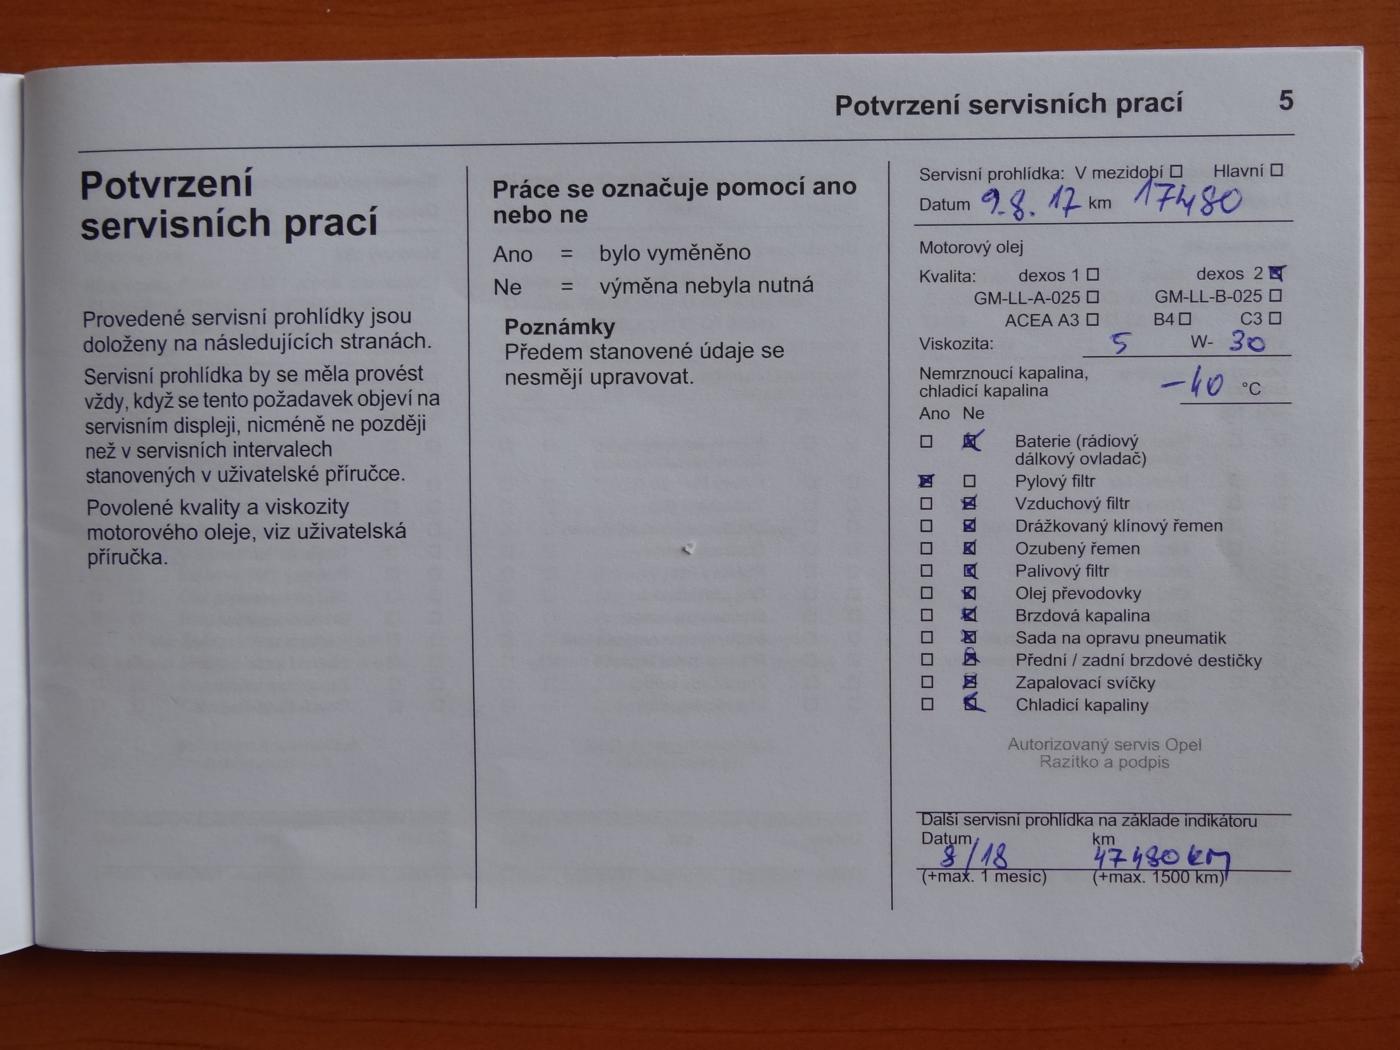 Potvrzení servisních prací 5
Potvrzení
servisních prací
Provedené servisní prohlídky jsou
doloženy na následujících stranách.
Servisní prohlídka by se měla provést
vždy, když se tento požadavek objeví na
servisním displeji, nicméně ne později
než v servisních intervalech
stanovených v uživatelské příručce.
Povolené kvality a viskozity
motorového oleje, viz uživatelská
příručka.
Práce se označuje pomocí ano
nebo ne
Ano = bylo vyměněno
Ne = výměna nebyla nutná
Poznámky
Předem stanovené údaje se
nesmějí upravovat.
Servisní prohlídka: V mezidobí ☐ Hlavní ☐
Datum 9.8.17 km 17480
Motorový olej
Kvalita: dexos 1 ☐ dexos 2 ☒
GM-LL-A-025 ☐ GM-LL-B-025 ☐
ACEA A3 ☐ B4 ☐ C3 ☐
Viskozita: 5 W- 30
Nemrznoucí kapalina,
chladicí kapalina -40 °C
Ano Ne
☐ ☒ Baterie (rádiový
dálkový ovladač)
☒ ☐ Pylový filtr
☐ ☒ Vzduchový filtr
☐ ☒ Drážkovaný klínový řemen
☐ ☒ Ozubený řemen
☐ ☒ Palivový filtr
☐ ☒ Olej převodovky
☐ ☒ Brzdová kapalina
☐ ☒ Sada na opravu pneumatik
☐ ☒ Přední / zadní brzdové destičky
☐ ☒ Zapalovací svíčky
☐ ☒ Chladicí kapaliny
Autorizovaný servis Opel
Razítko a podpis
Další servisní prohlídka na základe indikátoru
Datum km
8/18 47480 km
(+max. 1 mesic) (+max. 1500 km)